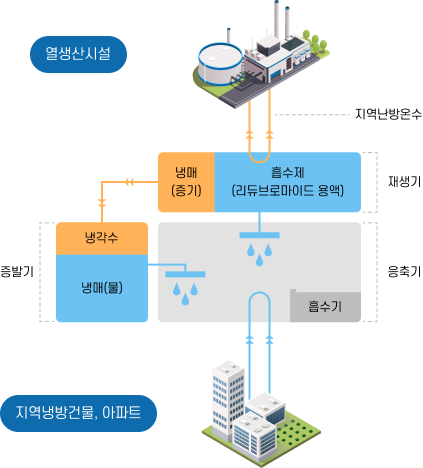 열생산시설
지역난방온수
냉매
(증기)
흡수제
(리듀브로마이드 용액)
재생기
냉각수
냉매(물)
증발기
응축기
흡수기
지역냉방건물, 아파트